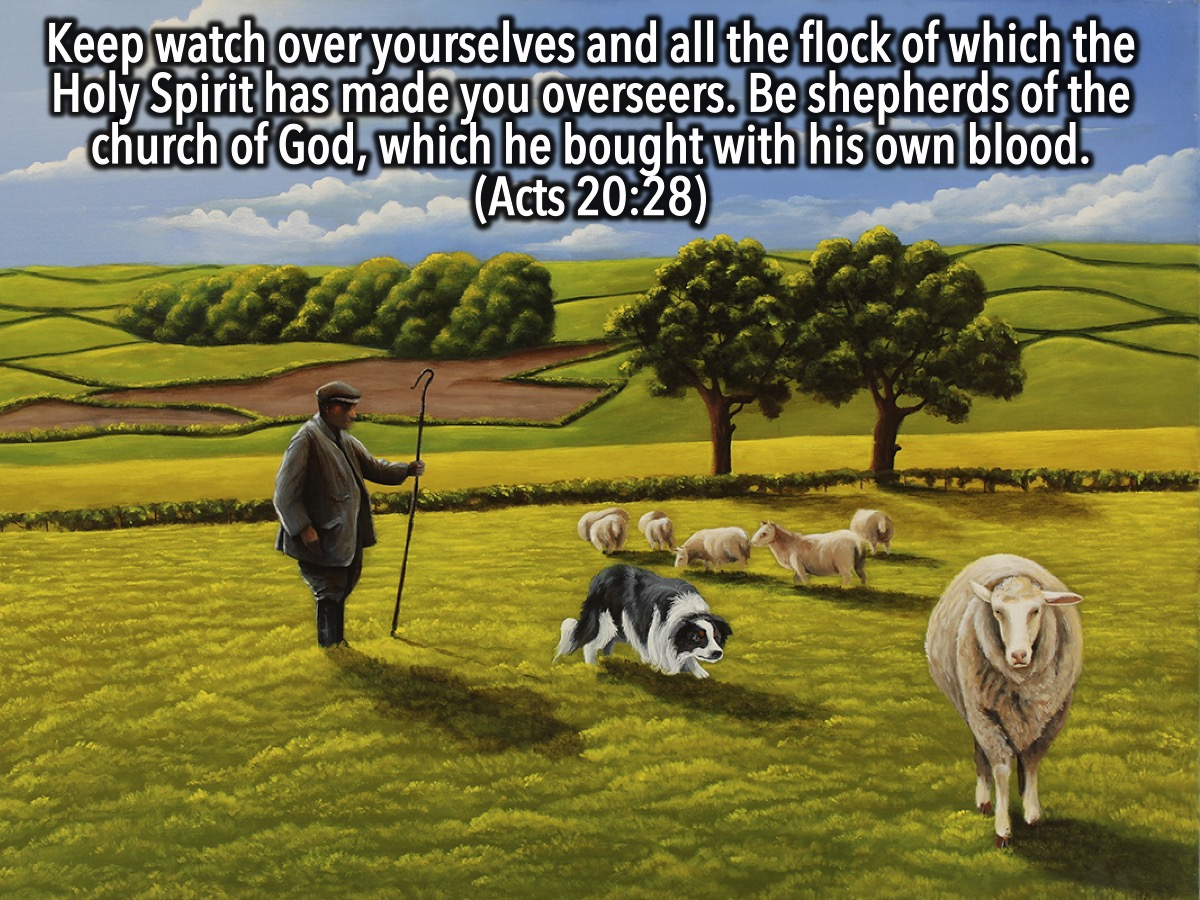 Keep watch over yourselves and all the flock of which the
Holy Spirit has made you overseers. Be shepherds of the
church of God, which he bought with his own blood.
(Acts 20:28)